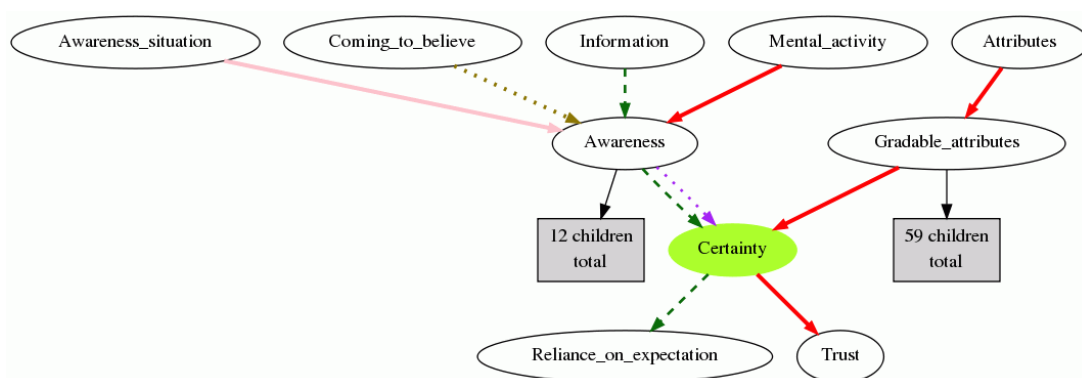 Awareness_situation
Coming_to_believe
Information
Mental_activity
Attributes
Awareness
Gradable_attributes
12 children
total
Certainty
59 children
total
Reliance_on_expectation
Trust